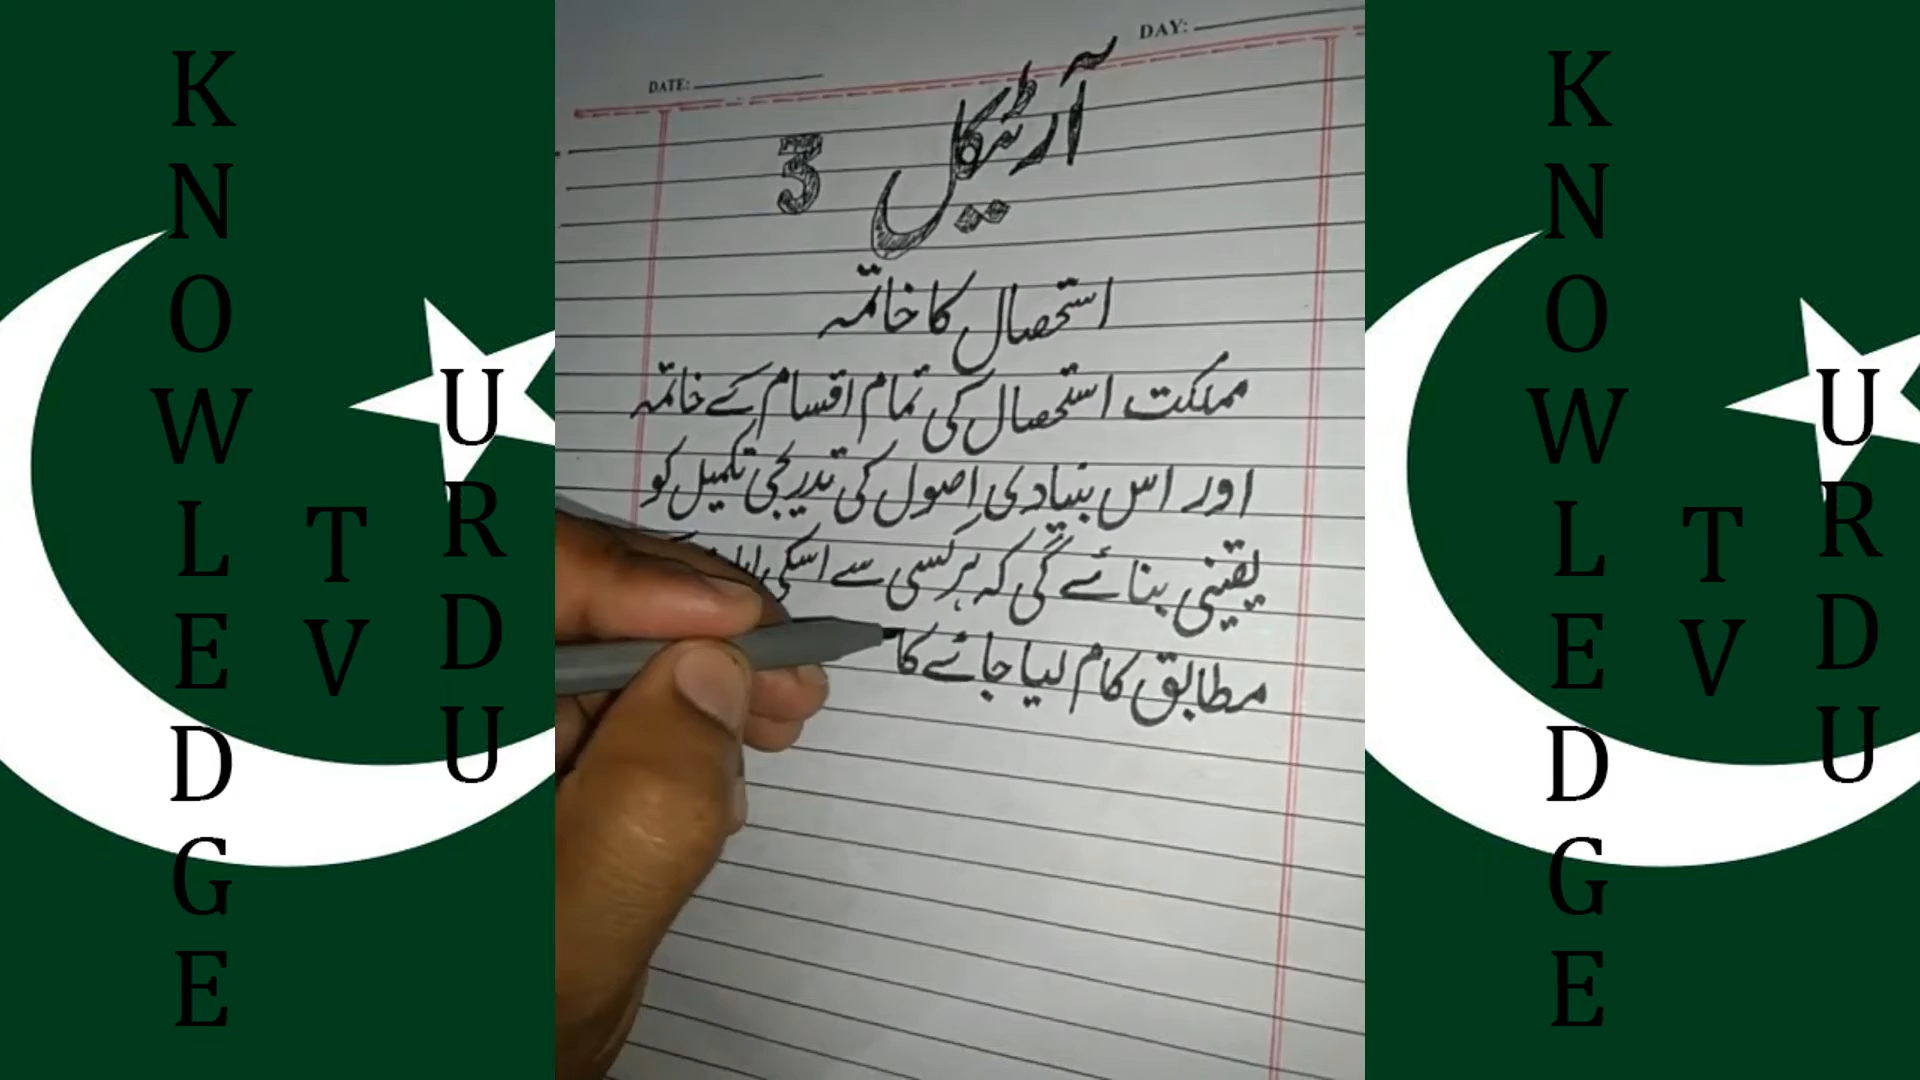 KNOWLEDGE
TV
URDU
DATE:
DAY:
آرٹیکل 3
استحصال کا خاتمہ
مملکت استحصال کی تمام اقسام کے خاتمہ
اور اس بنیادی اصول کی تدریجی تکمیل کو
یقینی بنائے گی کہ ہر کسی سے اسکی
مطابق کام لیا جائے گا
KNOWLEDGE
TV
URDU